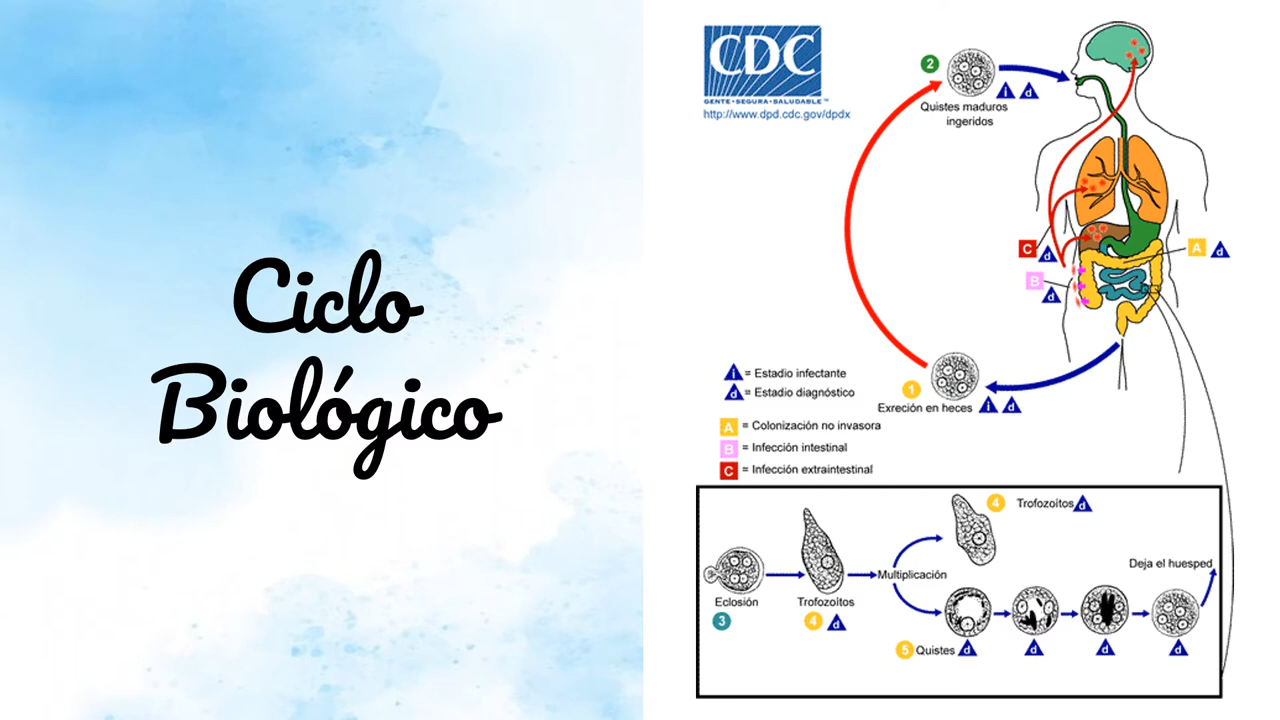 Ciclo
Biológico
CDC
GENTE•SEGURA•SALUDABLE™
http://www.dpd.cdc.gov/dpdx
2
Quistes maduros
ingeridos
i
d
C
d
B
d
A
d
i = Estadio infectante
d = Estadio diagnóstico
1
Exreción en heces
i
d
A = Colonización no invasora
B = Infección intestinal
C = Infección extraintestinal
4
Trofozoítos
d
Deja el huesped
Multiplicación
Eclosión
Trofozoítos
3
4
d
5
Quistes
d
d
d
d